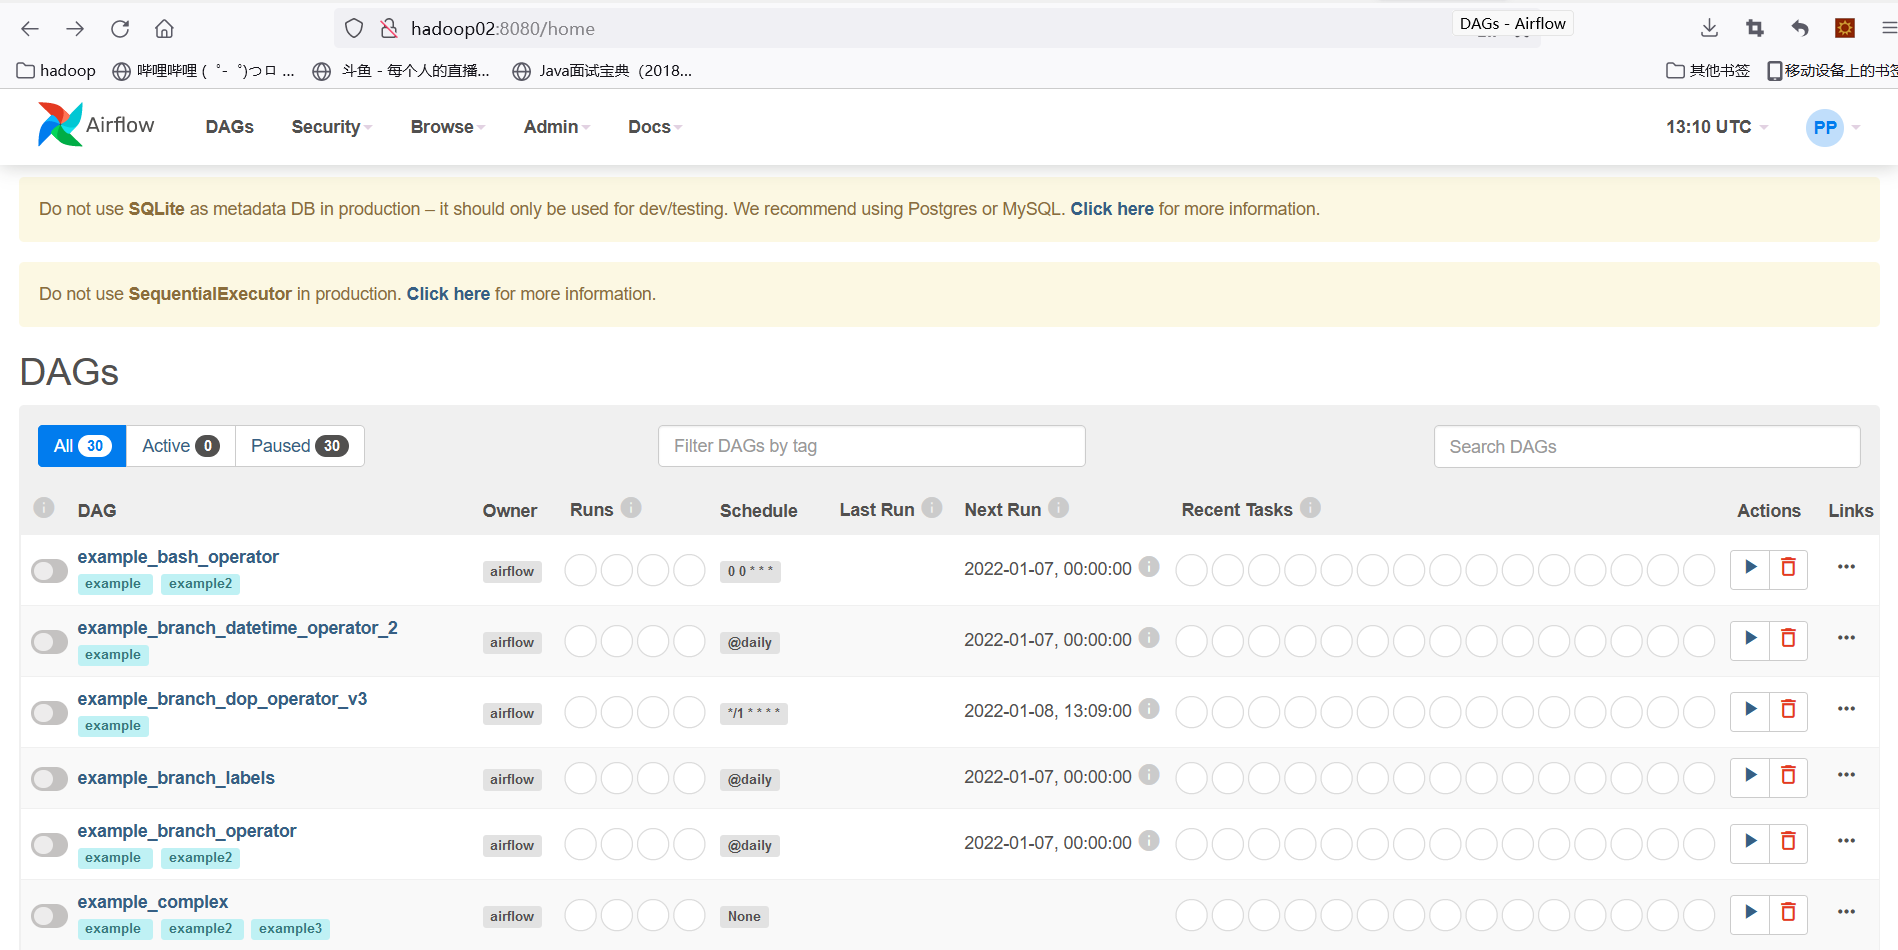 DAGs - Airflow
hadoop02:8080/home
hadoop
哔哩哔哩 ( ゜- ゜)つロ ...
斗鱼 - 每个人的直播...
Java面试宝典（2018...
其他书签
移动设备上的书签
Airflow
DAGs
Security
Browse
Admin
Docs
13:10 UTC
PP
Do not use SQLite as metadata DB in production – it should only be used for dev/testing. We recommend using Postgres or MySQL. Click here for more information.
Do not use SequentialExecutor in production. Click here for more information.
DAGs
All 30
Active 0
Paused 30
Filter DAGs by tag
Search DAGs
DAG Owner Runs Schedule Last Run Next Run Recent Tasks Actions Links
example_bash_operator
airflow 0 0 * * * 2022-01-07, 00:00:00
example example2
example_branch_datetime_operator_2
airflow @daily 2022-01-07, 00:00:00
example
example_branch_dop_operator_v3
airflow */1 * * * * 2022-01-08, 13:09:00
example
example_branch_labels airflow @daily 2022-01-07, 00:00:00
example_branch_operator
airflow @daily 2022-01-07, 00:00:00
example example2
example_complex
airflow None
example example2 example3